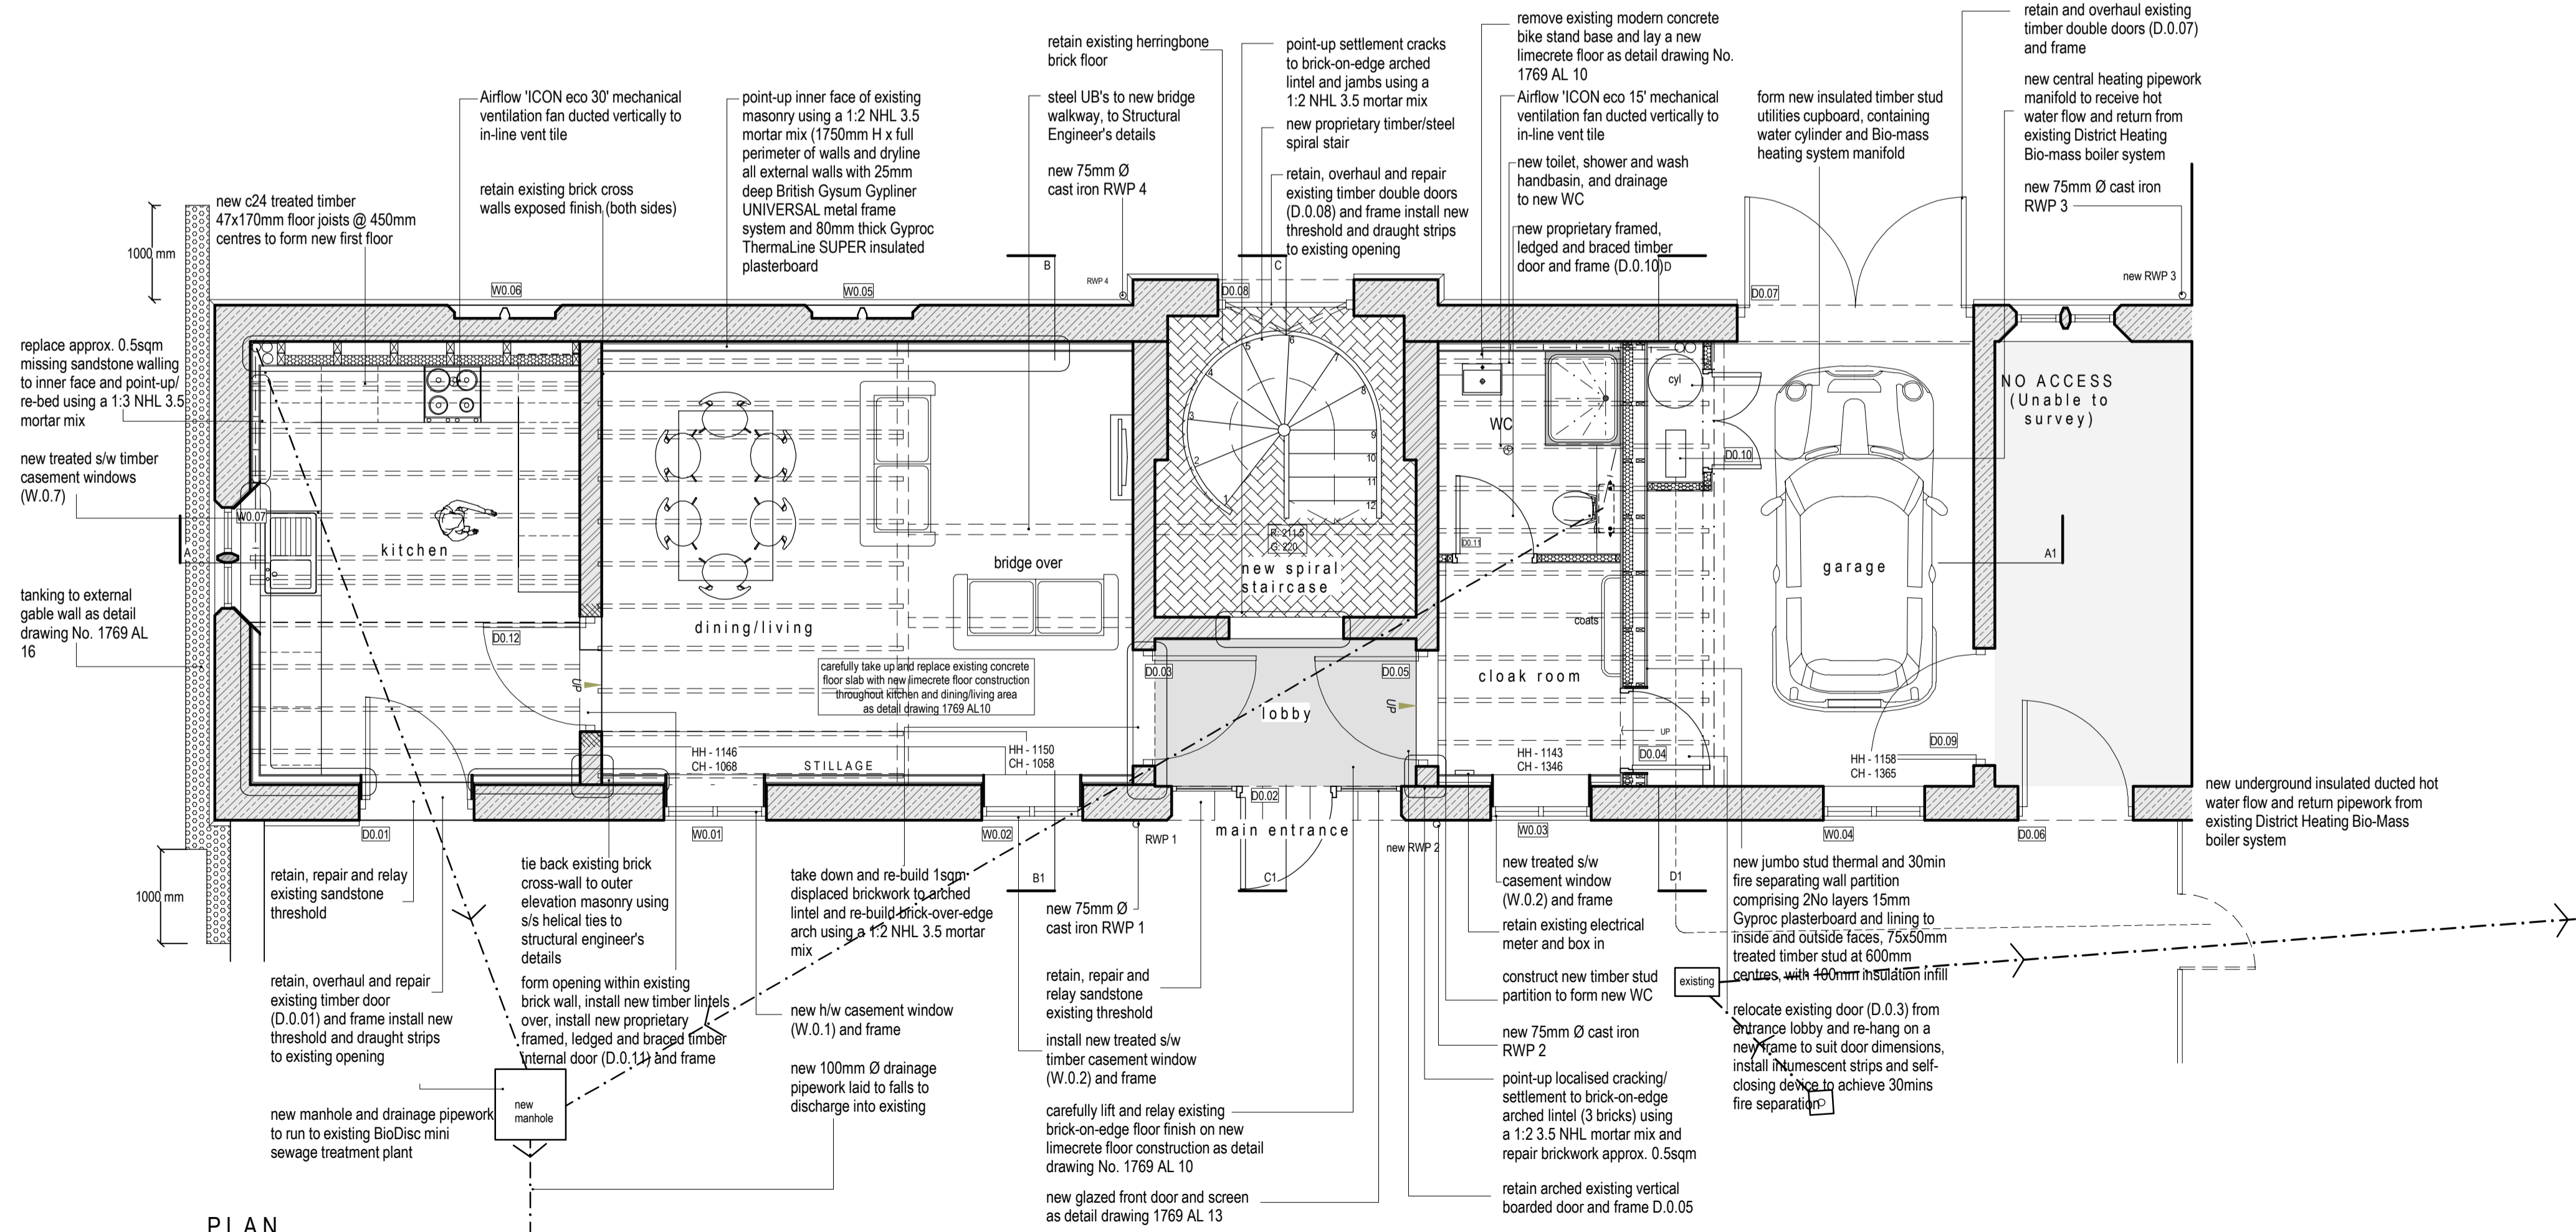 retain and overhaul existing
timber double doors (D.0.07)
and frame
remove existing modern concrete
bike stand base and lay a new
limecrete floor as detail drawing No.
1769 AL 10
retain existing herringbone
brick floor
point-up settlement cracks
to brick-on-edge arched
lintel and jambs using a
1:2 NHL 3.5 mortar mix
new central heating pipework
manifold to receive hot
water flow and return from
existing District Heating
Bio-mass boiler system
Airflow 'ICON eco 30' mechanical
ventilation fan ducted vertically to
in-line vent tile
point-up inner face of existing
masonry using a 1:2 NHL 3.5
mortar mix (1750mm H x full
perimeter of walls and dryline
all external walls with 25mm
deep British Gysum Gypliner
UNIVERSAL metal frame
system and 80mm thick Gyproc
ThermaLine SUPER insulated
plasterboard
steel UB's to new bridge
walkway, to Structural
Engineer's details
new proprietary timber/steel
spiral stair
Airflow 'ICON eco 15' mechanical
ventilation fan ducted vertically to
in-line vent tile
form new insulated timber stud
utilities cupboard, containing
water cylinder and Bio-mass
heating system manifold
new 75mm Ø
cast iron RWP 4
retain, overhaul and repair
existing timber double doors
(D.0.08) and frame install new
threshold and draught strips
to existing opening
new toilet, shower and wash
handbasin, and drainage
to new WC
new 75mm Ø cast iron
RWP 3
retain existing brick cross
walls exposed finish (both sides)
new c24 treated timber
47x170mm floor joists @ 450mm
centres to form new first floor
new proprietary framed,
ledged and braced timber
door and frame (D.0.10)
1000 mm
B
C
D
RWP 4
new RWP 3
W0.06
W0.05
D0.08
D0.07
replace approx. 0.5sqm
missing sandstone walling
to inner face and point-up/
re-bed using a 1:3 NHL 3.5
mortar mix
new treated s/w timber
casement windows
(W.0.7)
tanking to external
gable wall as detail
drawing No. 1769 AL
16
1
2
3
4
5
6
7
8
9
10
11
12
cyl
WC
NO ACCESS
(Unable to
survey)
D0.10
W0.07
A
A1
kitchen
R: 211.5
G: 220
D0.11
bridge over
new spiral
staircase
garage
D0.12
dining/living
coats
carefully take up and replace existing concrete
floor slab with new limecrete floor construction
throughout kitchen and dining/living area
as detail drawing 1769 AL10
D0.03
D0.05
cloak room
UP
UP
lobby
UP
D0.04
D0.09
HH - 1146
CH - 1068
STILLAGE
HH - 1150
CH - 1058
HH - 1143
CH - 1346
HH - 1158
CH - 1365
D0.01
W0.01
W0.02
RWP 1
D0.02
main entrance
new RWP 2
W0.03
W0.04
D0.06
new underground insulated ducted hot
water flow and return pipework from
existing District Heating Bio-Mass
boiler system
1000 mm
B1
C1
D1
retain, repair and relay
existing sandstone
threshold
tie back existing brick
cross-wall to outer
elevation masonry using
s/s helical ties to
structural engineer's
details
take down and re-build 1sqm
displaced brickwork to arched
lintel and re-build brick-over-edge
arch using a 1:2 NHL 3.5 mortar
mix
new 75mm Ø
cast iron RWP 1
new treated s/w
casement window
(W.0.2) and frame
retain existing electrical
meter and box in
new jumbo stud thermal and 30min
fire separating wall partition
comprising 2No layers 15mm
Gyproc plasterboard and lining to
inside and outside faces, 75x50mm
treated timber stud at 600mm
centres, with 100mm insulation infill
existing
retain, overhaul and repair
existing timber door
(D.0.01) and frame install new
threshold and draught strips
to existing opening
form opening within existing
brick wall, install new timber lintels
over, install new proprietary
framed, ledged and braced timber
internal door (D.0.11) and frame
new h/w casement window
(W.0.1) and frame
retain, repair and
relay sandstone
existing threshold
construct new timber stud
partition to form new WC
relocate existing door (D.0.3) from
entrance lobby and re-hang on a
new frame to suit door dimensions,
install intumescent strips and self-
closing device to achieve 30mins
fire separation
install new treated s/w
timber casement window
(W.0.2) and frame
new 75mm Ø cast iron
RWP 2
new 100mm Ø drainage
pipework laid to falls to
discharge into existing
new
manhole
new manhole and drainage pipework
to run to existing BioDisc mini
sewage treatment plant
carefully lift and relay existing
brick-on-edge floor finish on new
limecrete floor construction as detail
drawing No. 1769 AL 10
point-up localised cracking/
settlement to brick-on-edge
arched lintel (3 bricks) using
a 1:2 3.5 NHL mortar mix and
repair brickwork approx. 0.5sqm
new glazed front door and screen
as detail drawing 1769 AL 13
retain arched existing vertical
boarded door and frame D.0.05
PLAN